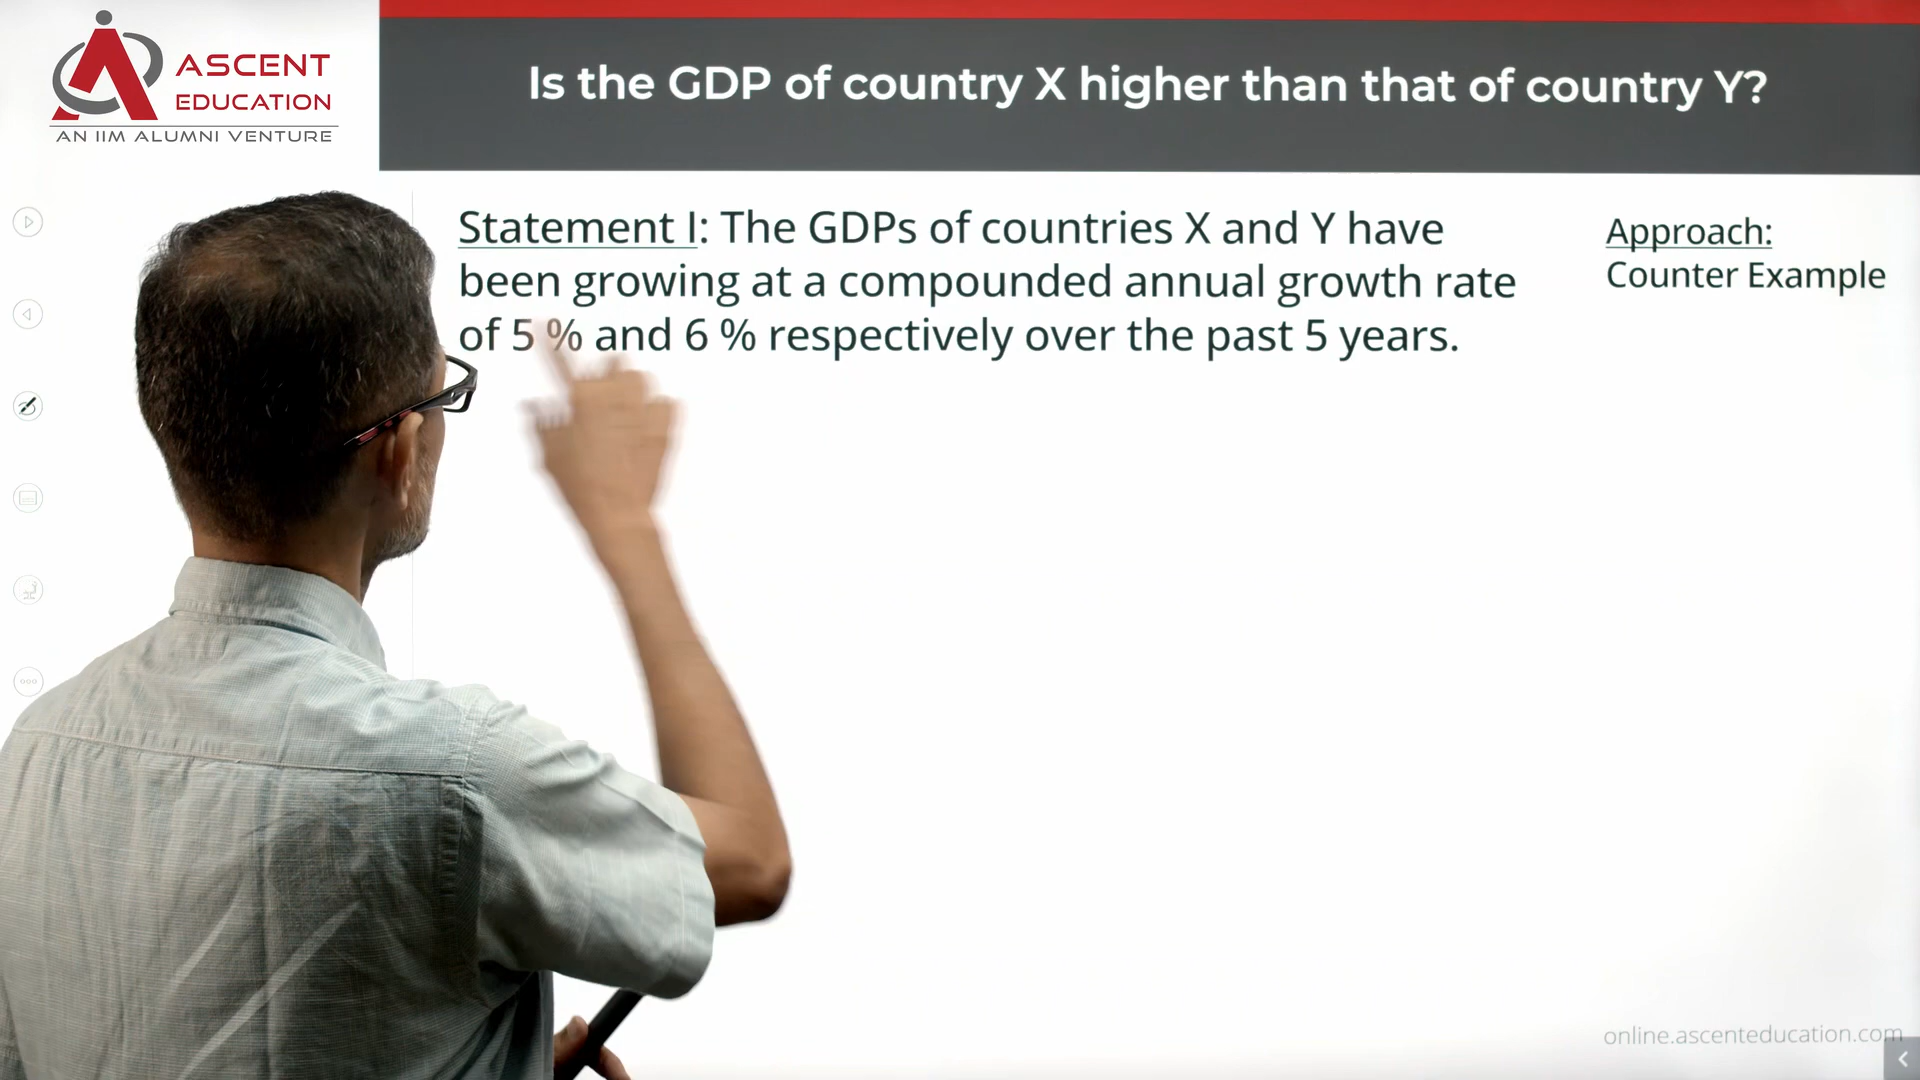 ASCENT
EDUCATION
AN IIM ALUMNI VENTURE
Is the GDP of country X higher than that of country Y?
Statement I: The GDPs of countries X and Y have
been growing at a compounded annual growth rate
of 5 % and 6 % respectively over the past 5 years.
Approach:
Counter Example
online.ascenteducation.com